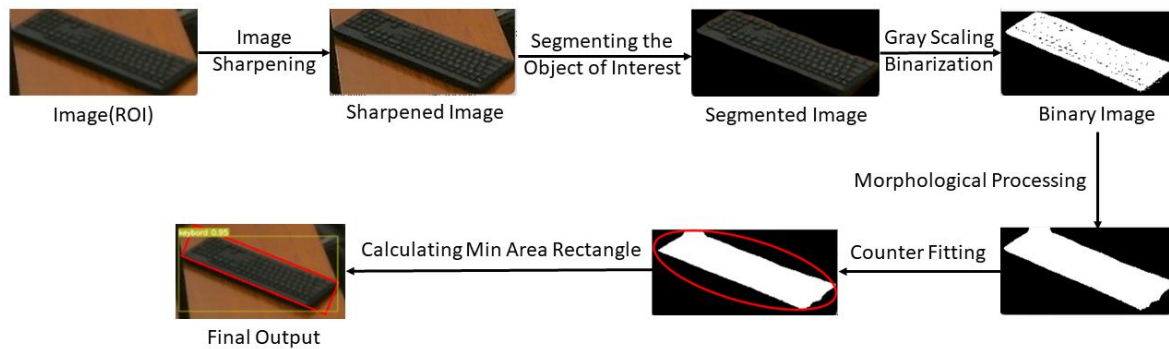 Image
Sharpening
Segmenting the
Object of Interest
Gray Scaling
Binarization
Image(ROI)
Sharpened Image
Segmented Image
Binary Image
Morphological Processing
keybord 0.95
Calculating Min Area Rectangle
Counter Fitting
Final Output